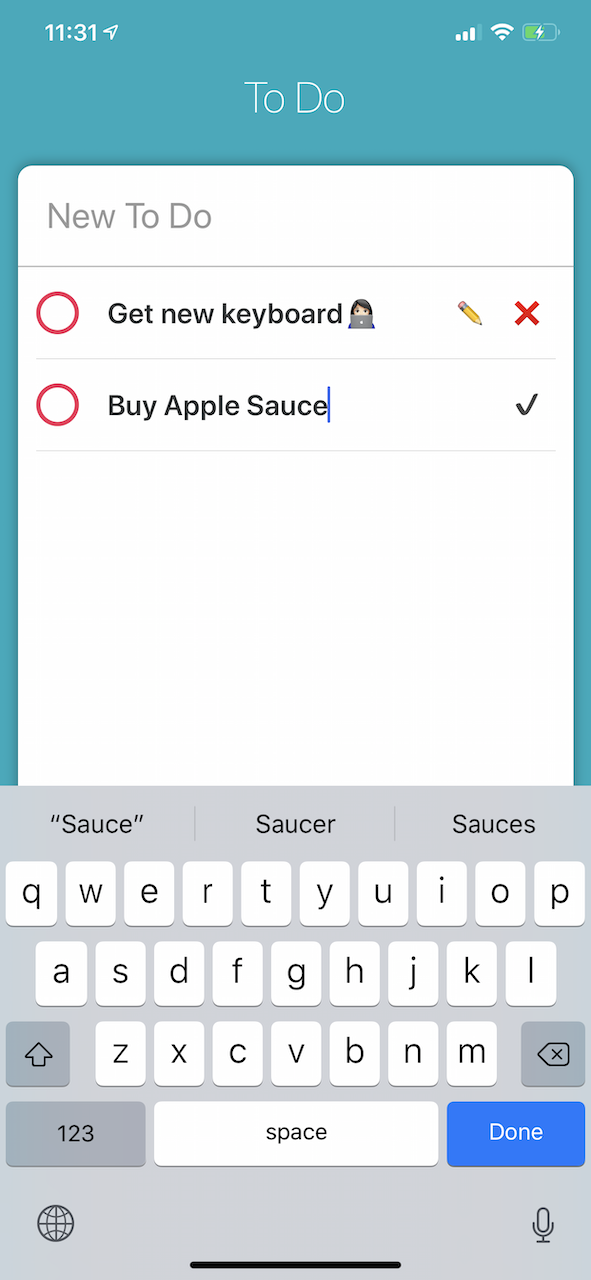 11:31
To Do
New To Do
Get new keyboard👩🏻‍💻 ✏️ ❌
Buy Apple Sauce ✔
“Sauce” Saucer Sauces
q w e r t y u i o p
a s d f g h j k l
z x c v b n m
123 space Done